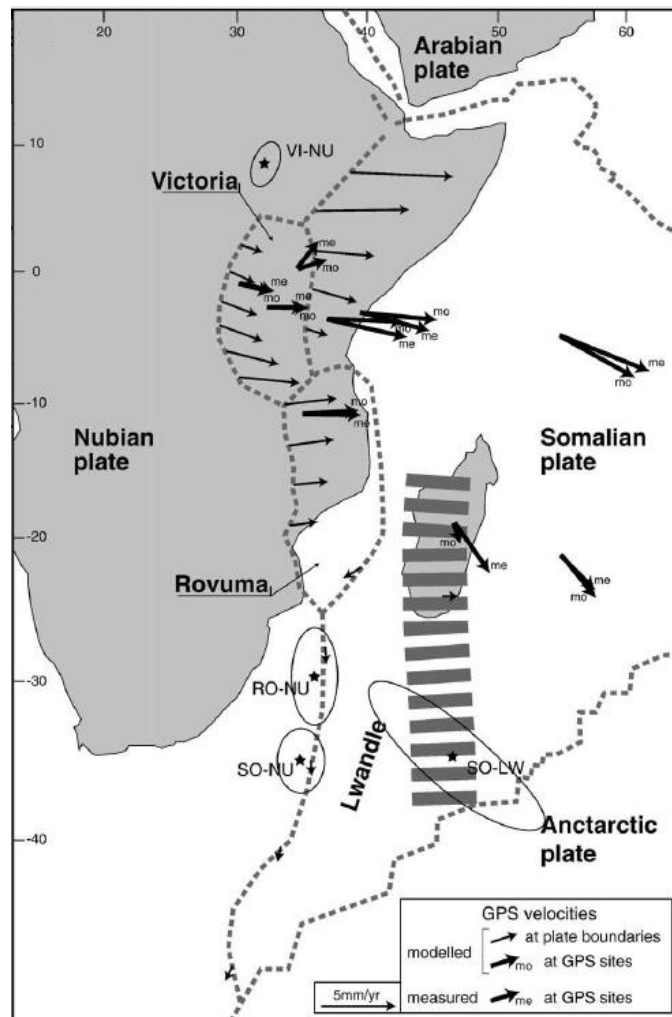 30
40
50
60
Arabian
plate
10
VI-NU
Victoria
me
mo
0
me
mo
me
mo
mo
mo
me
me
mo
me
-10
mo
me
Nubian
plate
Somalian
plate
-20
mo
me
me
mo
Rovuma
-30
RO-NU
SO-NU
Lwandle
SO-LW
-40
Anctarctic
plate
GPS velocities
modelled
at plate boundaries
mo at GPS sites
measured
me at GPS sites
5mm/yr